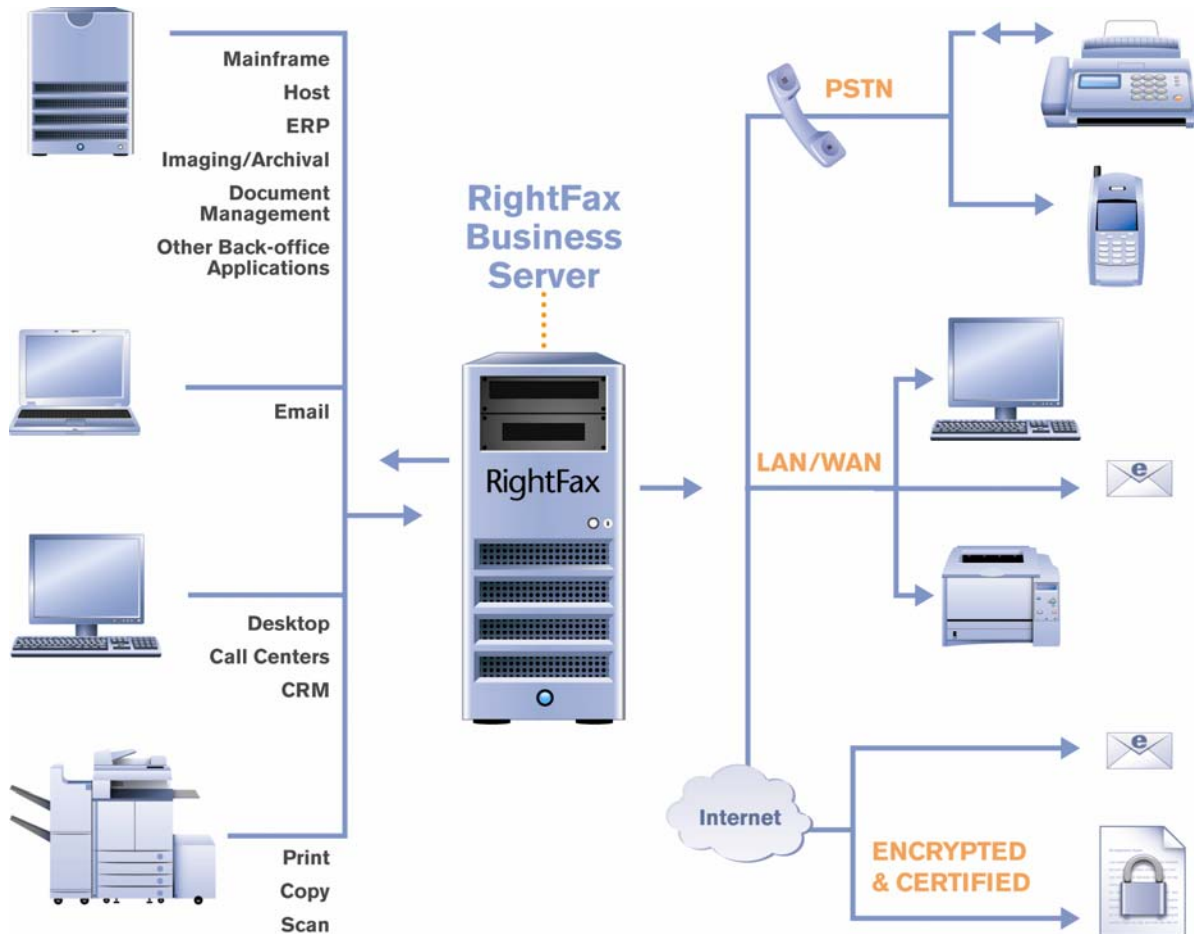 Mainframe
Host
ERP
Imaging/Archival
Document
Management
Other Back-office
Applications
Email
Desktop
Call Centers
CRM
Print
Copy
Scan
RightFax
Business
Server
RightFax
PSTN
LAN/WAN
e
Internet
e
ENCRYPTED
& CERTIFIED